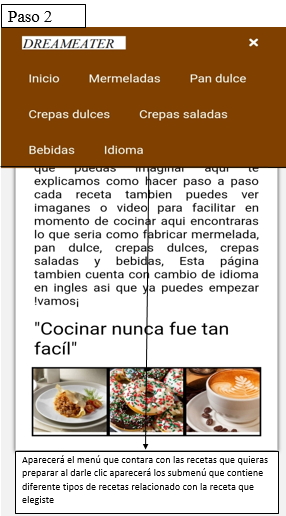 Paso 2
DREAMEATER ×
Inicio Mermeladas Pan dulce
Crepas dulces Crepas saladas
Bebidas Idioma
que puedas imaginar aqui te
explicamos como hacer paso a paso
cada receta tambien puedes ver
imaganes o video para facilitar en
momento de cocinar aqui encontraras
lo que seria como fabricar mermelada,
pan dulce, crepas dulces, crepas
saladas y bebidas, Esta página
tambien cuenta con cambio de idioma
en ingles asi que ya puedes empezar
!vamos¡
"Cocinar nunca fue tan
facíl"
Aparecerá el menú que contara con las recetas que quieras
preparar al darle clic aparecerá los submenú que contiene
diferente tipos de recetas relacionado con la receta que
elegiste